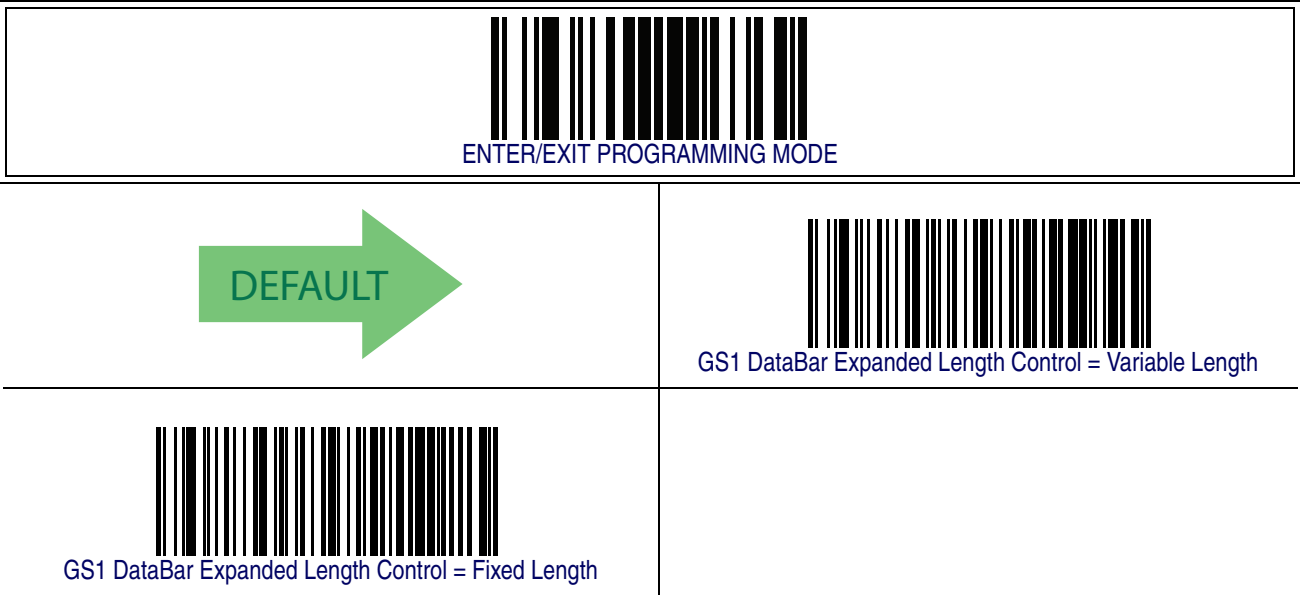 ENTER/EXIT PROGRAMMING MODE
DEFAULT
GS1 DataBar Expanded Length Control = Variable Length
GS1 DataBar Expanded Length Control = Fixed Length